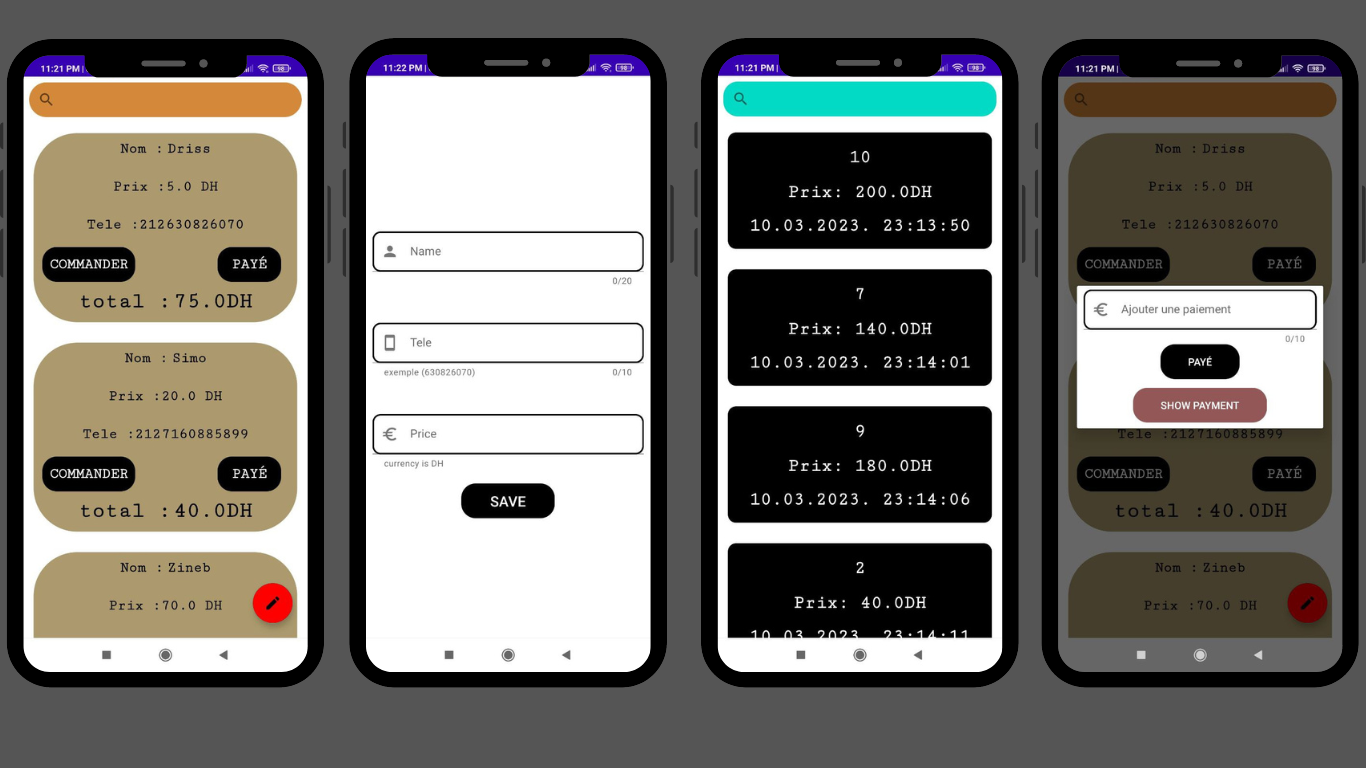 11:21 PM |
98
Nom : Driss
Prix :5.0 DH
Tele :212630826070
COMMANDER
PAYÉ
total :75.0DH
Nom : Simo
Prix :20.0 DH
Tele :2127160885899
COMMANDER
PAYÉ
total :40.0DH
Nom : Zineb
Prix :70.0 DH
11:22 PM |
98
Name
0/20
Tele
exemple (630826070)
0/10
Price
currency is DH
SAVE
11:21 PM |
98
10
Prix: 200.0DH
10.03.2023. 23:13:50
7
Prix: 140.0DH
10.03.2023. 23:14:01
9
Prix: 180.0DH
10.03.2023. 23:14:06
2
Prix: 40.0DH
10.03.2023. 23:14:11
11:21 PM |
98
Nom : Driss
Prix :5.0 DH
Tele :212630826070
COMMANDER
PAYÉ
Ajouter une paiement
0/10
PAYÉ
SHOW PAYMENT
Tele :2127160885899
COMMANDER
PAYÉ
total :40.0DH
Nom : Zineb
Prix :70.0 DH